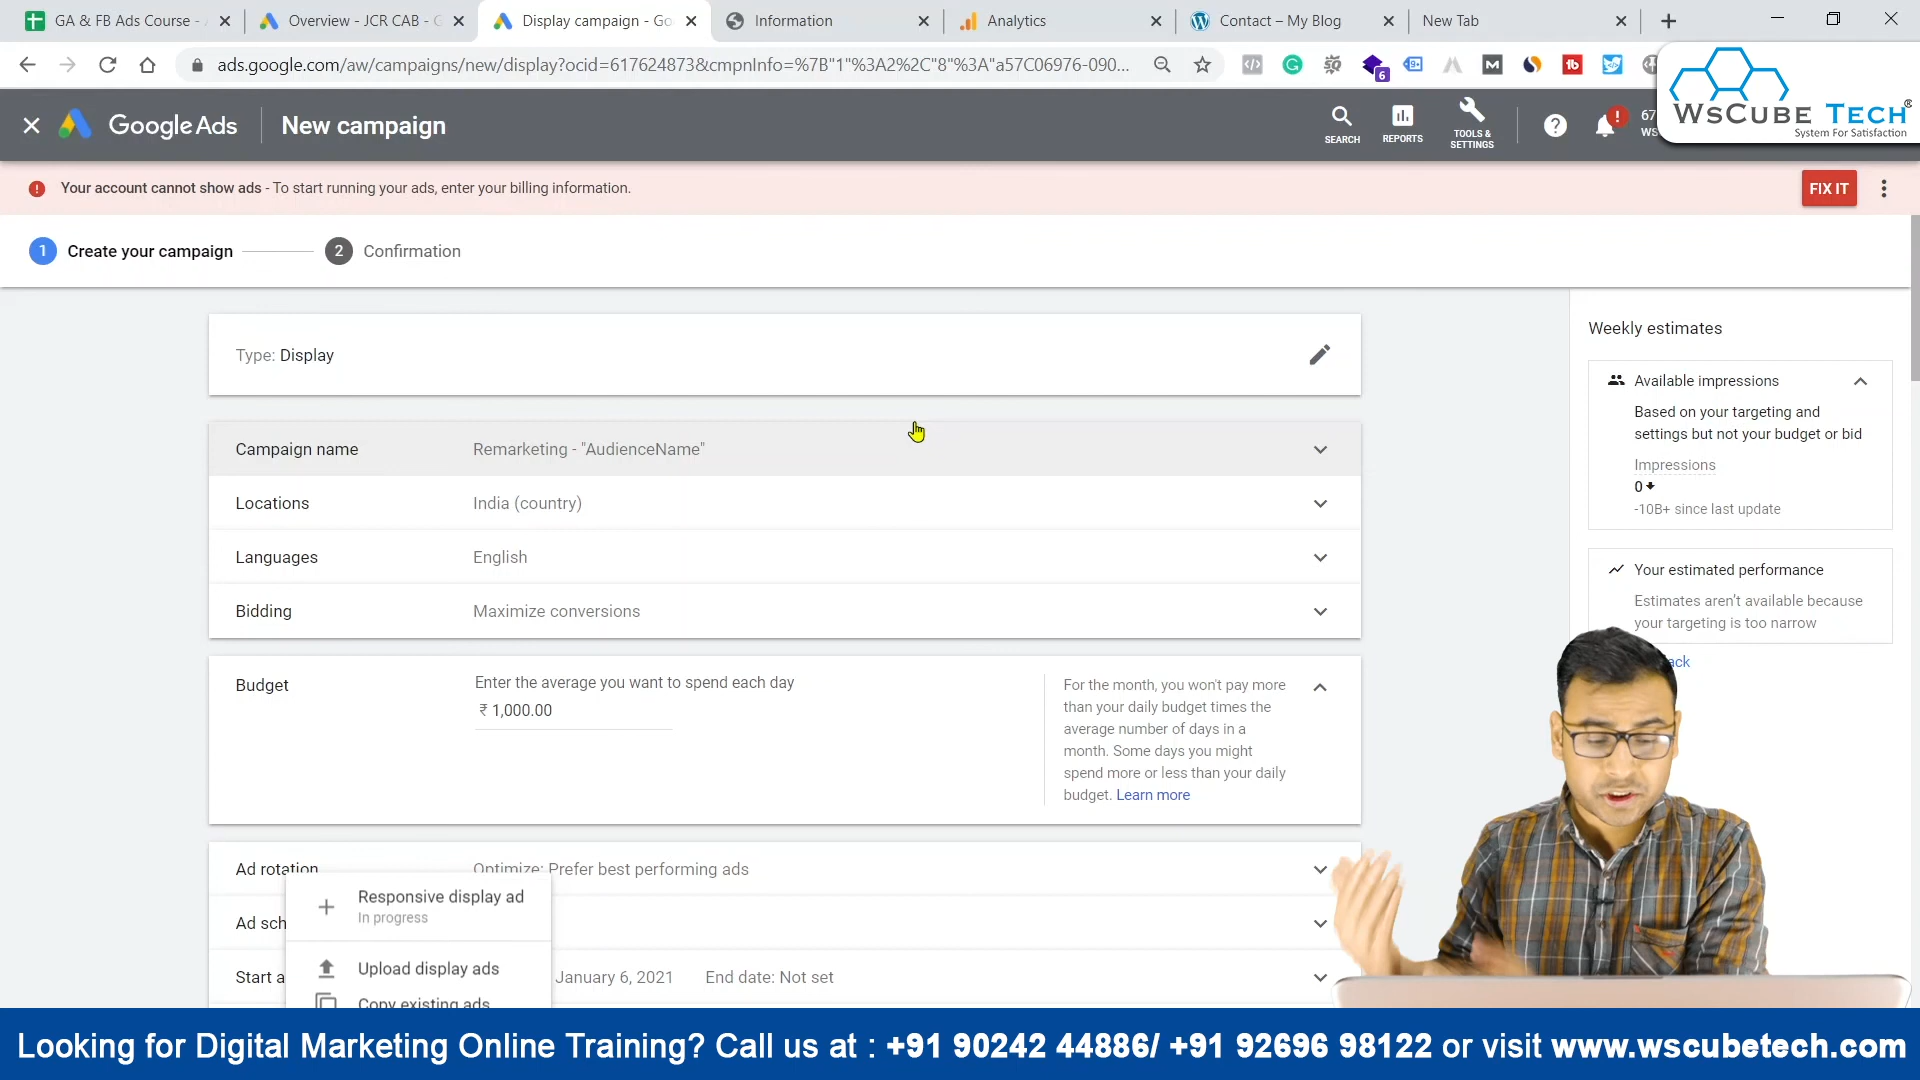 GA & FB Ads Course -
Overview - JCR CAB - G
Display campaign - Go
Information
Analytics
Contact – My Blog
New Tab
ads.google.com/aw/campaigns/new/display?ocid=617624873&cmpnInfo=%7B"1"%3A2%2C"8"%3A"a57C06976-090...
6
WsCube Tech®
System For Satisfaction
Google Ads
New campaign
SEARCH
REPORTS
TOOLS &
SETTINGS
67
WS
Your account cannot show ads - To start running your ads, enter your billing information.
FIX IT
1 Create your campaign
2 Confirmation
Type: Display
Campaign name Remarketing - "AudienceName"
Locations India (country)
Languages English
Bidding Maximize conversions
Budget
Enter the average you want to spend each day
₹ 1,000.00
For the month, you won't pay more
than your daily budget times the
average number of days in a
month. Some days you might
spend more or less than your daily
budget. Learn more
Ad rotation Optimize: Prefer best performing ads
Ad sch
Start a January 6, 2021 End date: Not set
Responsive display ad
In progress
Upload display ads
Copy existing ads
Weekly estimates
Available impressions
Based on your targeting and
settings but not your budget or bid
Impressions
0
-10B+ since last update
Your estimated performance
Estimates aren't available because
your targeting is too narrow
ack
Looking for Digital Marketing Online Training? Call us at : +91 90242 44886/ +91 92696 98122 or visit www.wscubetech.com